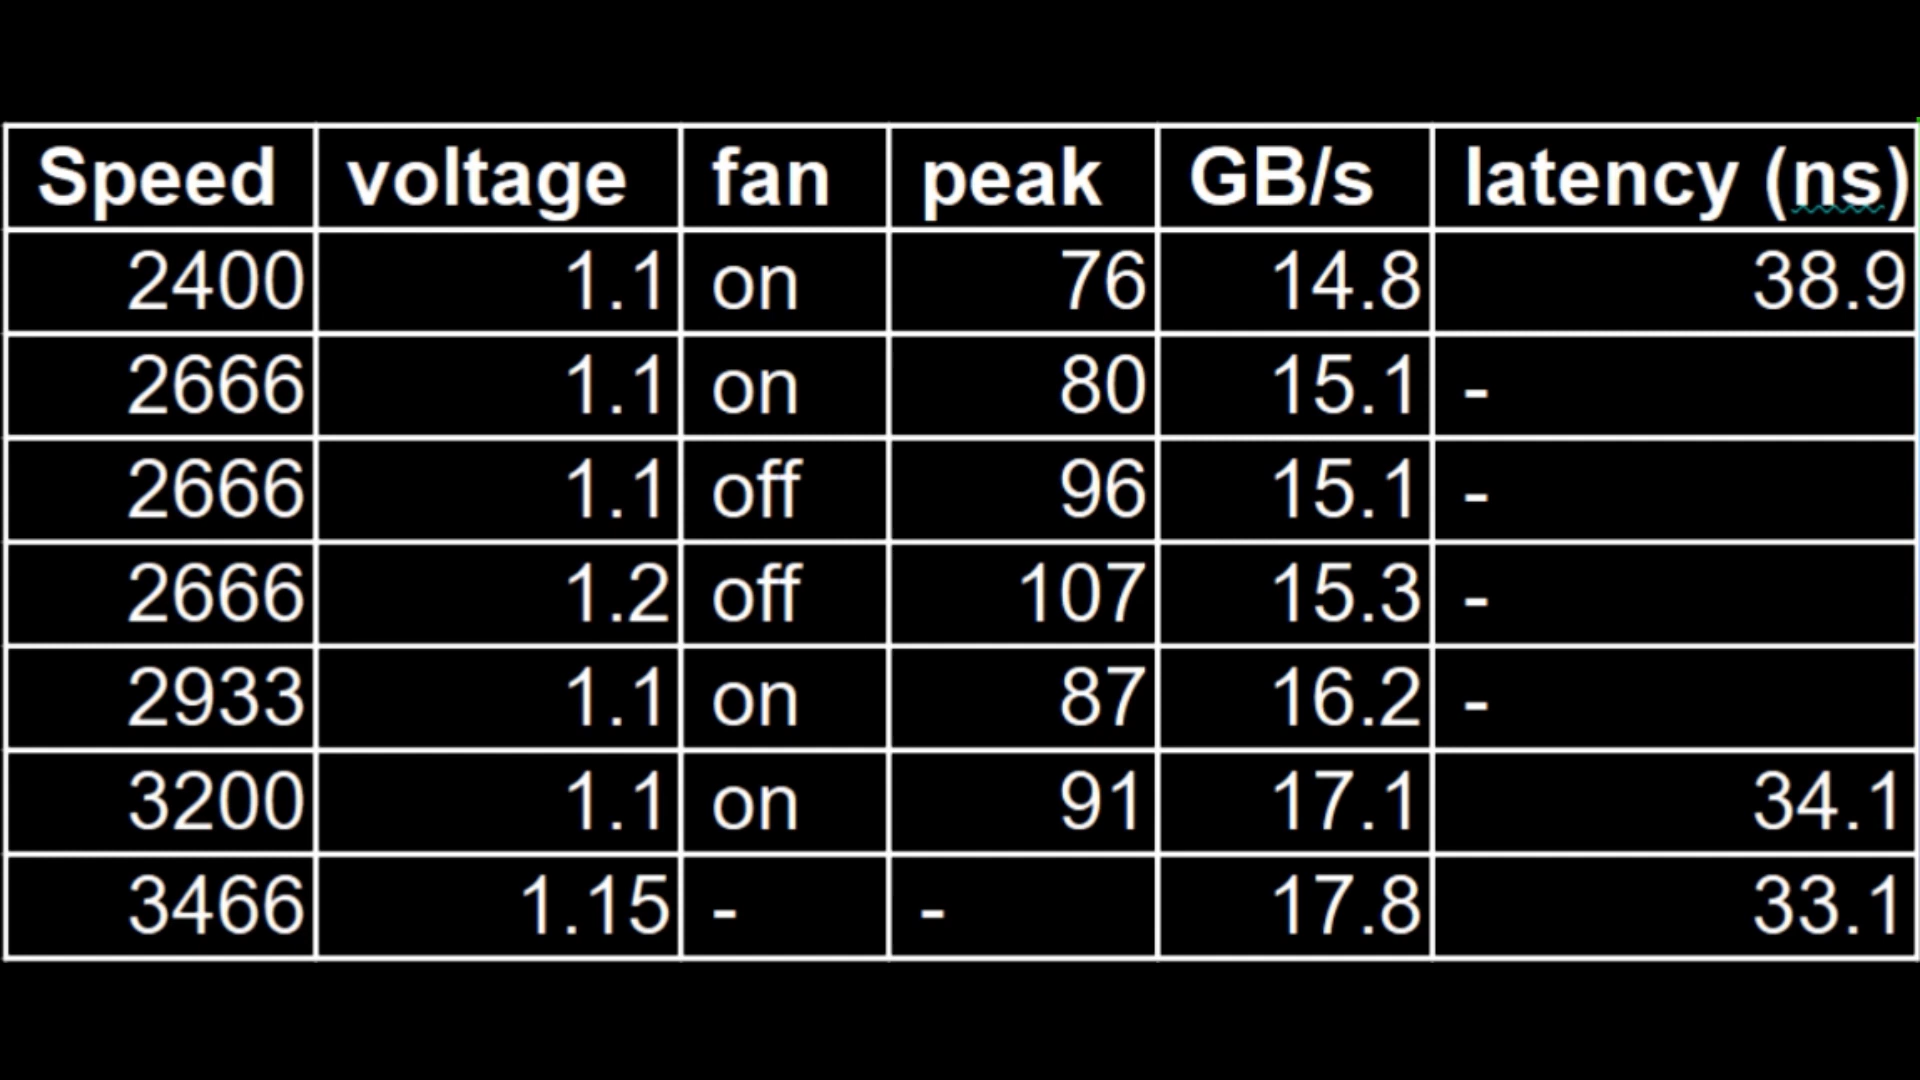 Speed voltage fan peak GB/s latency (ns)
2400 1.1 on 76 14.8 38.9
2666 1.1 on 80 15.1 -
2666 1.1 off 96 15.1 -
2666 1.2 off 107 15.3 -
2933 1.1 on 87 16.2 -
3200 1.1 on 91 17.1 34.1
3466 1.15 - - 17.8 33.1